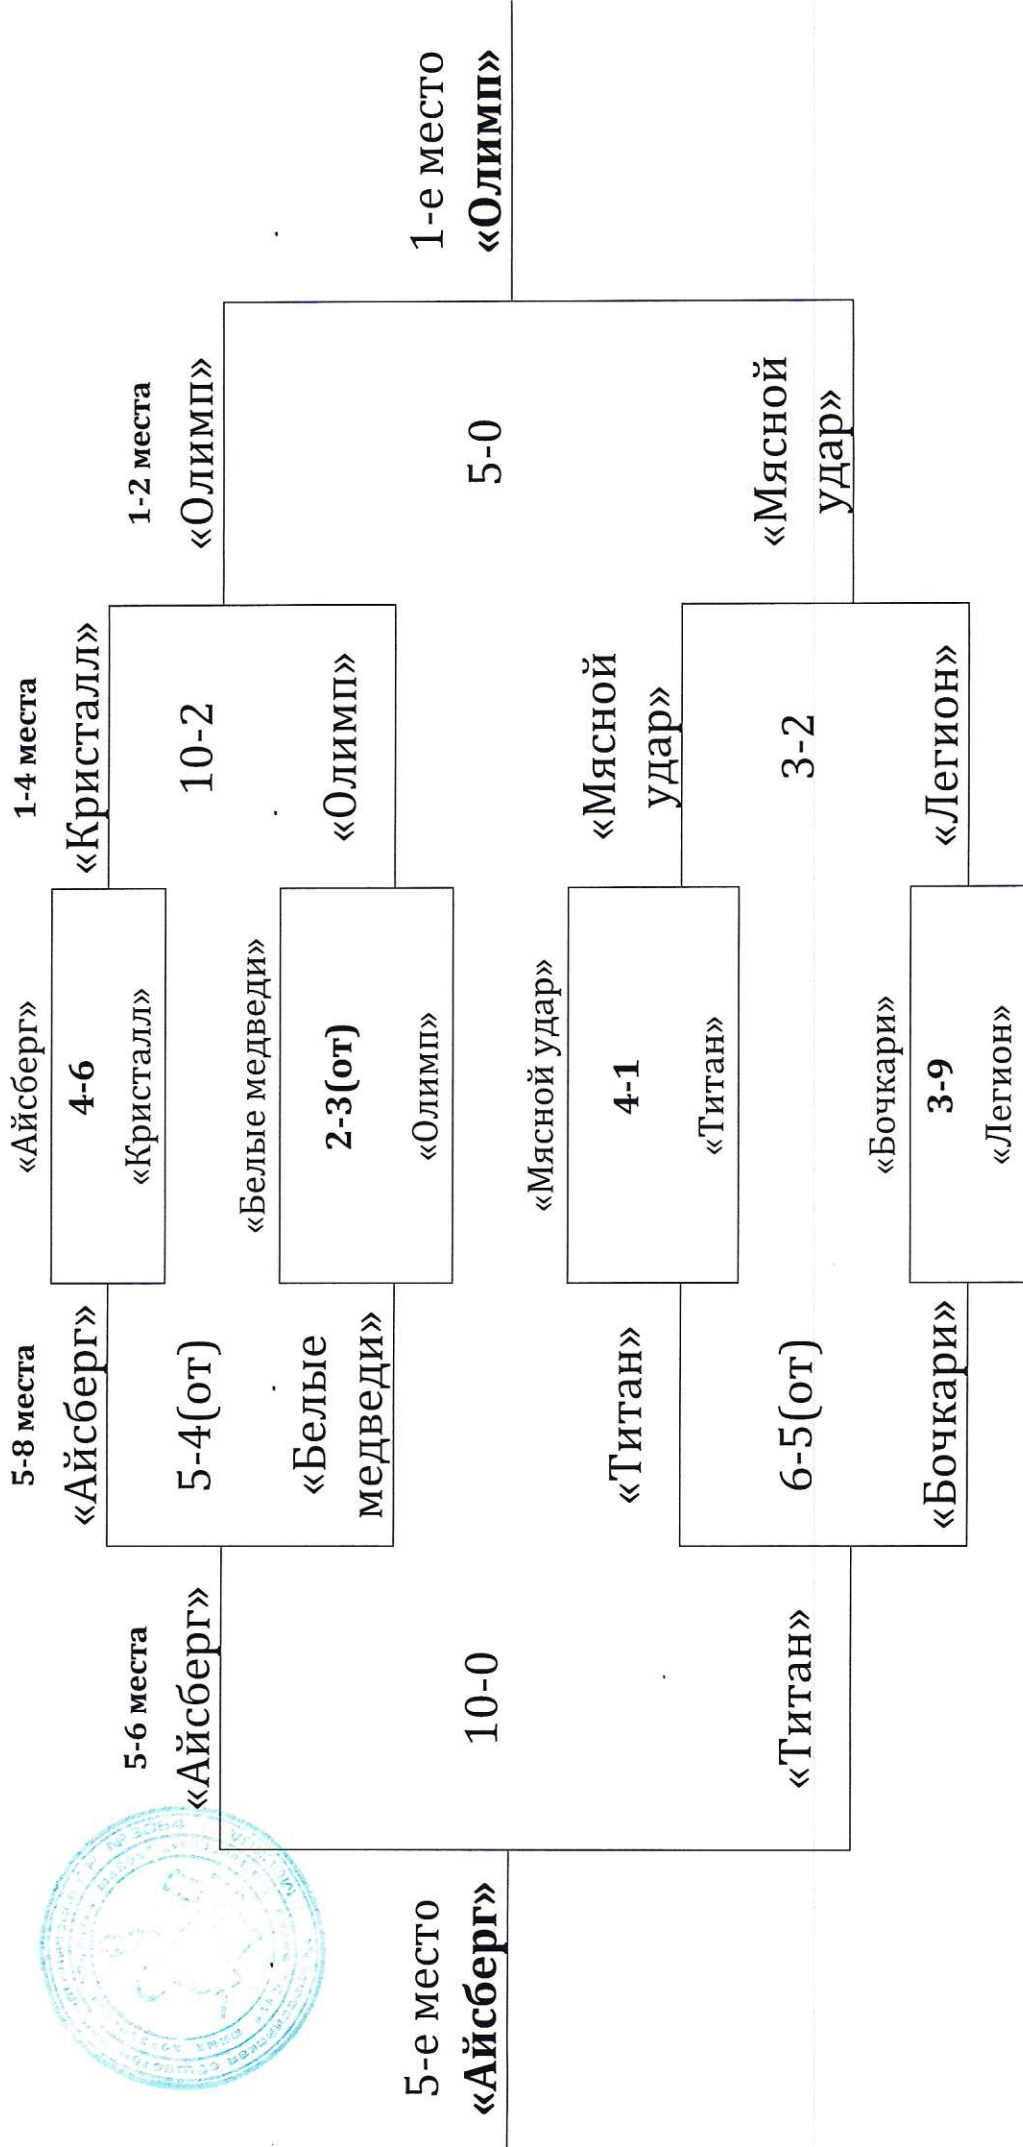 5-8 места
1-4 места
«Айсберг»
«Айсберг»
4-6
«Кристалл»
«Кристалл»
5-6 места
«Айсберг»
5-4(от)
10-2
1-2 места
«Олимп»
«Белые
медведи»
«Белые медведи»
2-3(от)
«Олимп»
«Олимп»
5-е место
«Айсберг»
10-0
5-0
1-е место
«Олимп»
«Титан»
«Мясной удар»
4-1
«Титан»
«Мясной
удар»
«Титан»
6-5(от)
3-2
«Мясной
удар»
«Бочкари»
«Бочкари»
3-9
«Легион»
«Легион»
№ 3064